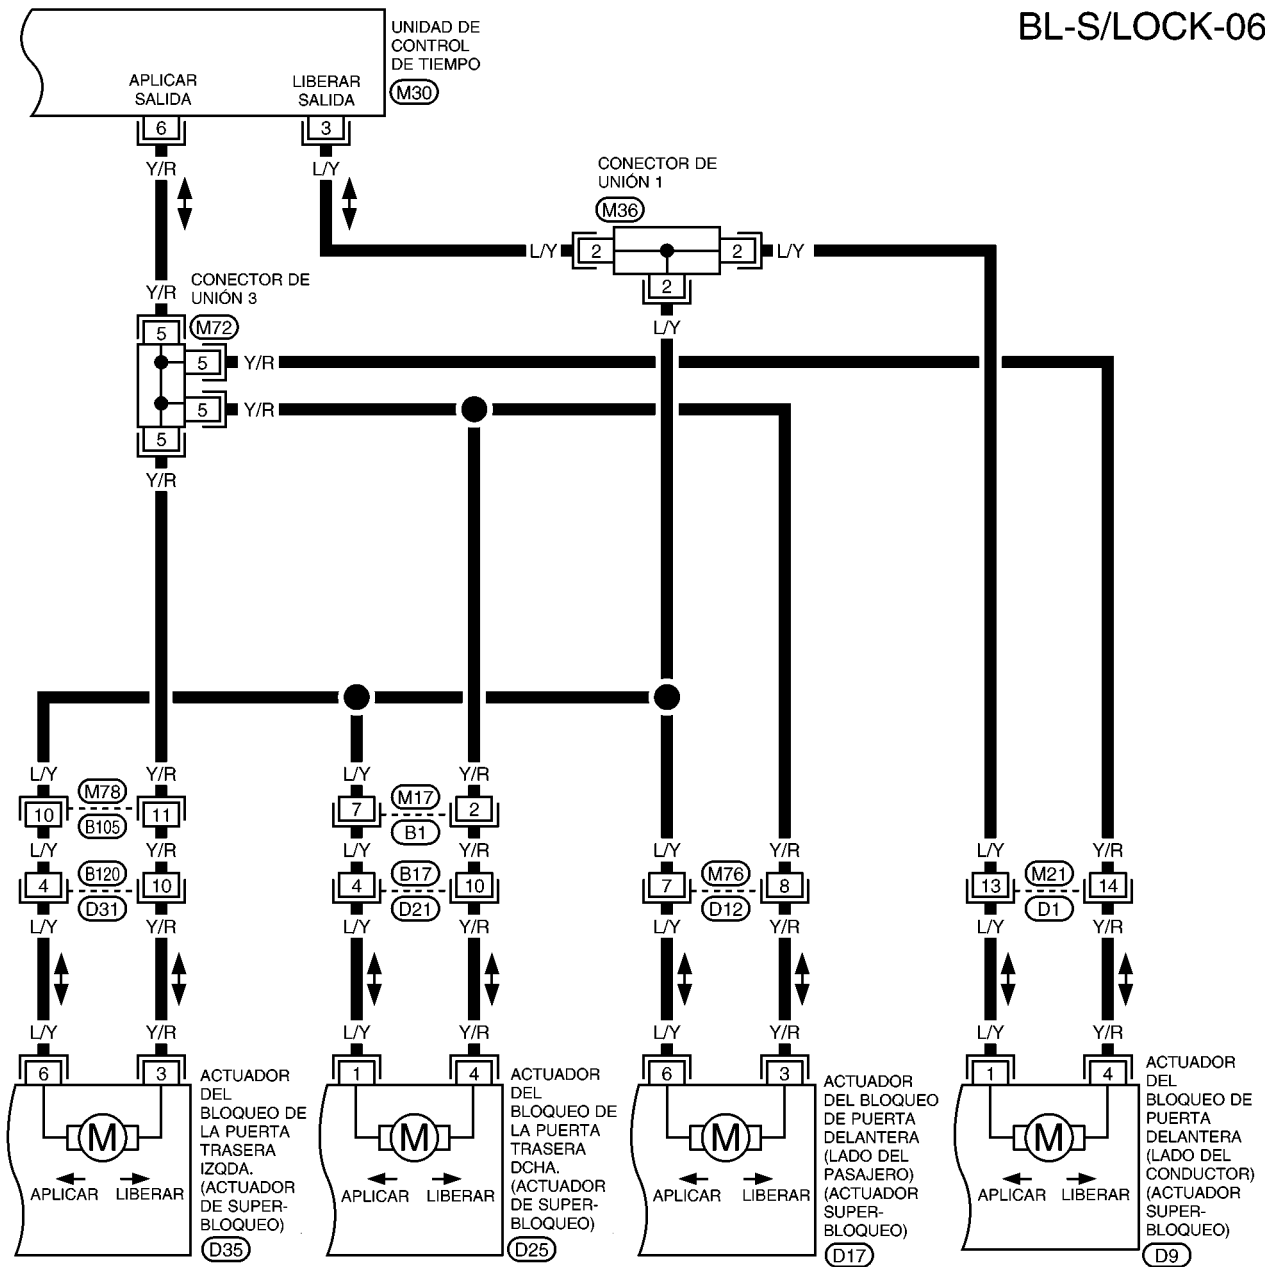 BL-S/LOCK-06
UNIDAD DE
CONTROL
DE TIEMPO
M30
APLICAR
SALIDA
LIBERAR
SALIDA
6
3
Y/R
L/Y
CONECTOR DE
UNIÓN 1
M36
L/Y
2
2
L/Y
2
L/Y
Y/R
CONECTOR DE
UNIÓN 3
5
M72
5
Y/R
5
Y/R
5
Y/R
L/Y
Y/R
L/Y
Y/R
10
M78
11
7
M17
2
B105
B1
L/Y
Y/R
L/Y
Y/R
L/Y
Y/R
L/Y
Y/R
4
B120
10
4
B17
10
7
M76
8
13
M21
14
D31
D21
D12
D1
L/Y
Y/R
L/Y
Y/R
L/Y
Y/R
L/Y
Y/R
L/Y
Y/R
L/Y
Y/R
L/Y
Y/R
L/Y
Y/R
6
3
1
4
6
3
1
4
M
APLICAR
LIBERAR
ACTUADOR
DEL
BLOQUEO DE
LA PUERTA
TRASERA
IZQDA.
(ACTUADOR
DE SUPER-
BLOQUEO)
D35
M
APLICAR
LIBERAR
ACTUADOR
DEL
BLOQUEO DE
LA PUERTA
TRASERA
DCHA.
(ACTUADOR
DE SUPER-
BLOQUEO)
D25
M
APLICAR
LIBERAR
ACTUADOR
DEL BLOQUEO
DE PUERTA
DELANTERA
(LADO DEL
PASAJERO)
(ACTUADOR
SUPER-
BLOQUEO)
D17
M
APLICAR
LIBERAR
ACTUADOR
DEL
BLOQUEO DE
PUERTA
DELANTERA
(LADO DEL
CONDUCTOR)
(ACTUADOR
SUPER-
BLOQUEO)
D9